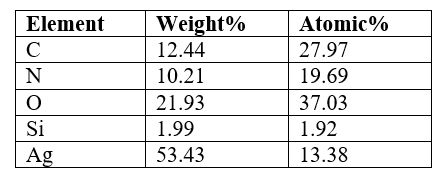 Element Weight% Atomic%
C 12.44 27.97
N 10.21 19.69
O 21.93 37.03
Si 1.99 1.92
Ag 53.43 13.38